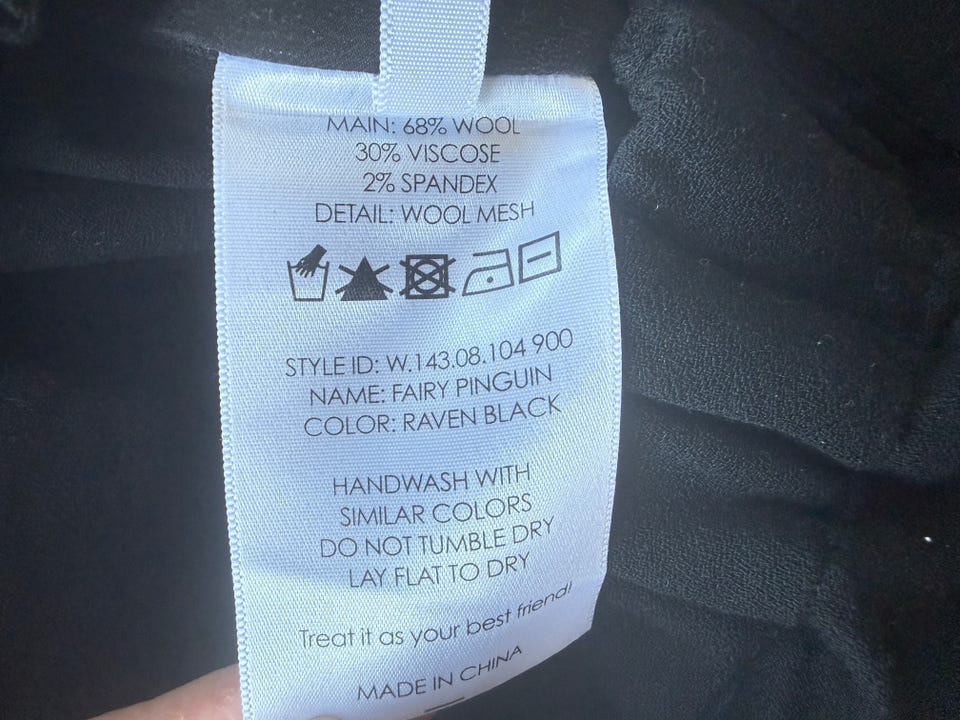 MAIN: 68% WOOL
30% VISCOSE
2% SPANDEX
DETAIL: WOOL MESH
STYLE ID: W.143.08.104 900
NAME: FAIRY PINGUIN
COLOR: RAVEN BLACK
HANDWASH WITH
SIMILAR COLORS
DO NOT TUMBLE DRY
LAY FLAT TO DRY
Treat it as your best friend!
MADE IN CHINA